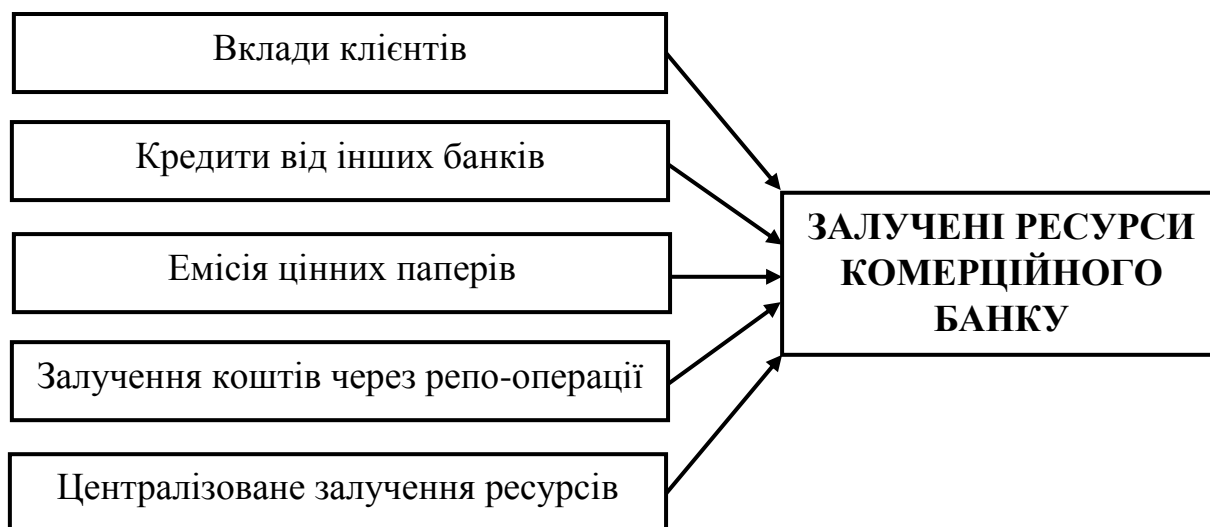 Вклади клієнтів
Кредити від інших банків
Емісія цінних паперів
Залучення коштів через репо-операції
Централізоване залучення ресурсів
ЗАЛУЧЕНІ РЕСУРСИ
КОМЕРЦІЙНОГО
БАНКУ